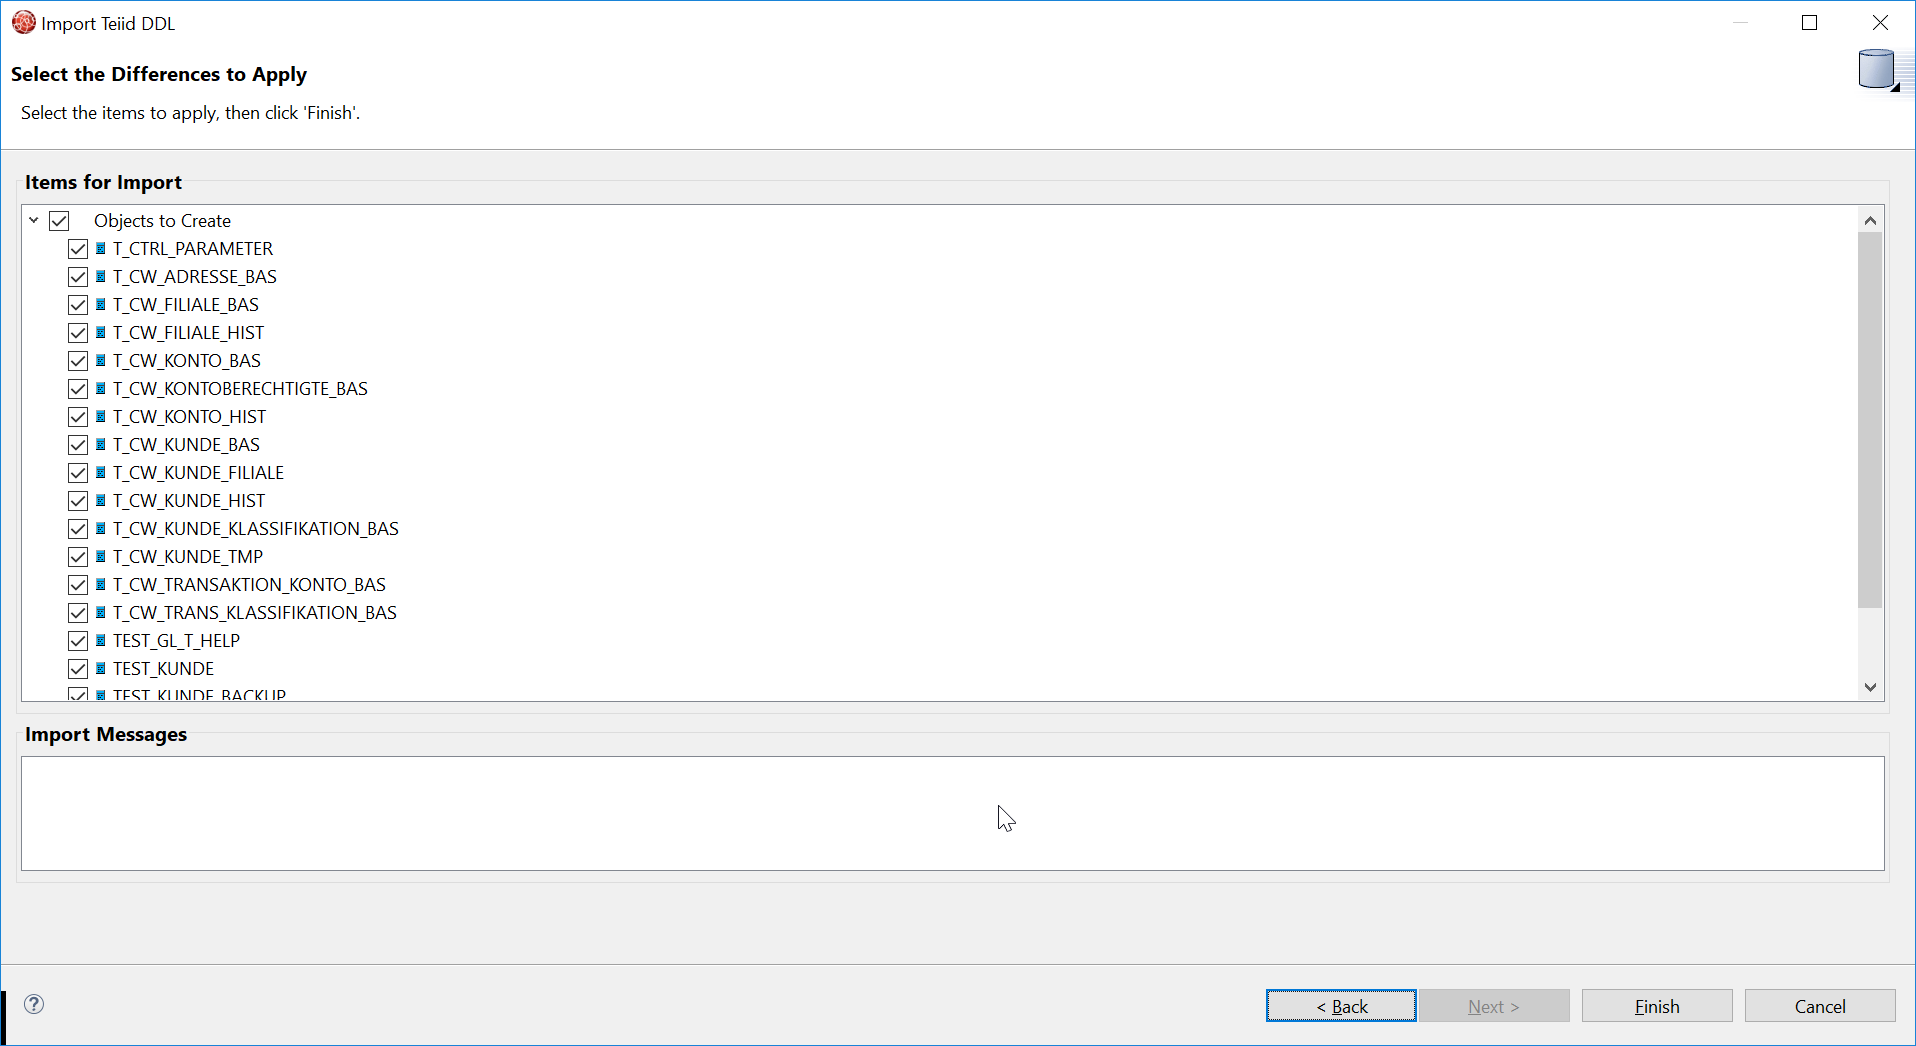 Import Teiid DDL
Select the Differences to Apply
Select the items to apply, then click 'Finish'.
Items for Import
Objects to Create
T_CTRL_PARAMETER
T_CW_ADRESSE_BAS
T_CW_FILIALE_BAS
T_CW_FILIALE_HIST
T_CW_KONTO_BAS
T_CW_KONTOBERECHTIGTE_BAS
T_CW_KONTO_HIST
T_CW_KUNDE_BAS
T_CW_KUNDE_FILIALE
T_CW_KUNDE_HIST
T_CW_KUNDE_KLASSIFIKATION_BAS
T_CW_KUNDE_TMP
T_CW_TRANSAKTION_KONTO_BAS
T_CW_TRANS_KLASSIFIKATION_BAS
TEST_GL_T_HELP
TEST_KUNDE
TEST_KUNDE_BACKUP
Import Messages
? < Back Next > Finish Cancel